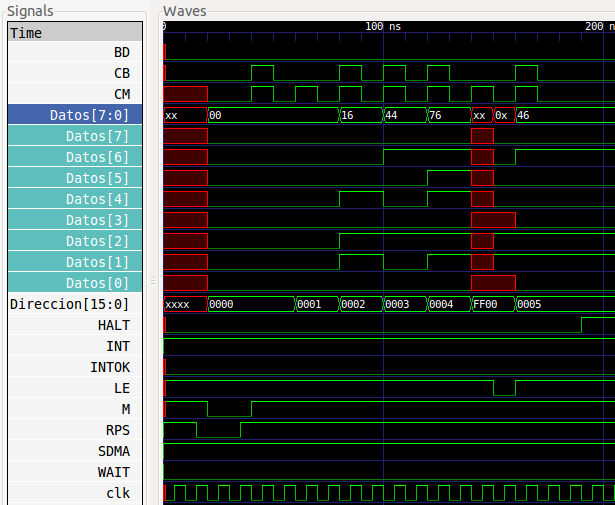 Signals
Waves
Time
0
100 ns
200 n
BD
CB
CM
Datos[7:0]
xx
00
16
44
76
xx
0x
46
Datos[7]
Datos[6]
Datos[5]
Datos[4]
Datos[3]
Datos[2]
Datos[1]
Datos[0]
Direccion[15:0]
xxxx
0000
0001
0002
0003
0004
FF00
0005
HALT
INT
INTOK
LE
M
RPS
SDMA
WAIT
clk